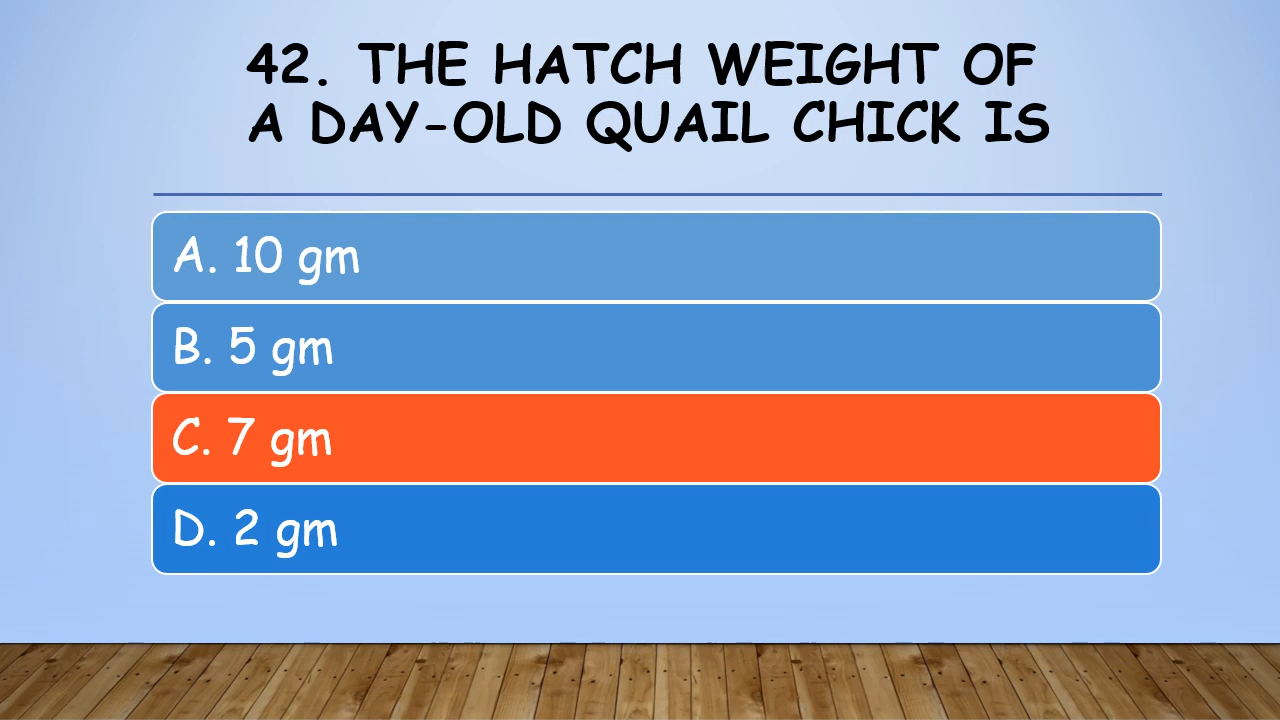 42. THE HATCH WEIGHT OF
A DAY-OLD QUAIL CHICK IS
A. 10 gm
B. 5 gm
C. 7 gm
D. 2 gm